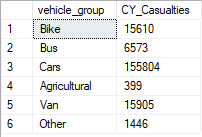 vehicle_group CY_Casualties
1 Bike 15610
2 Bus 6573
3 Cars 155804
4 Agricultural 399
5 Van 15905
6 Other 1446